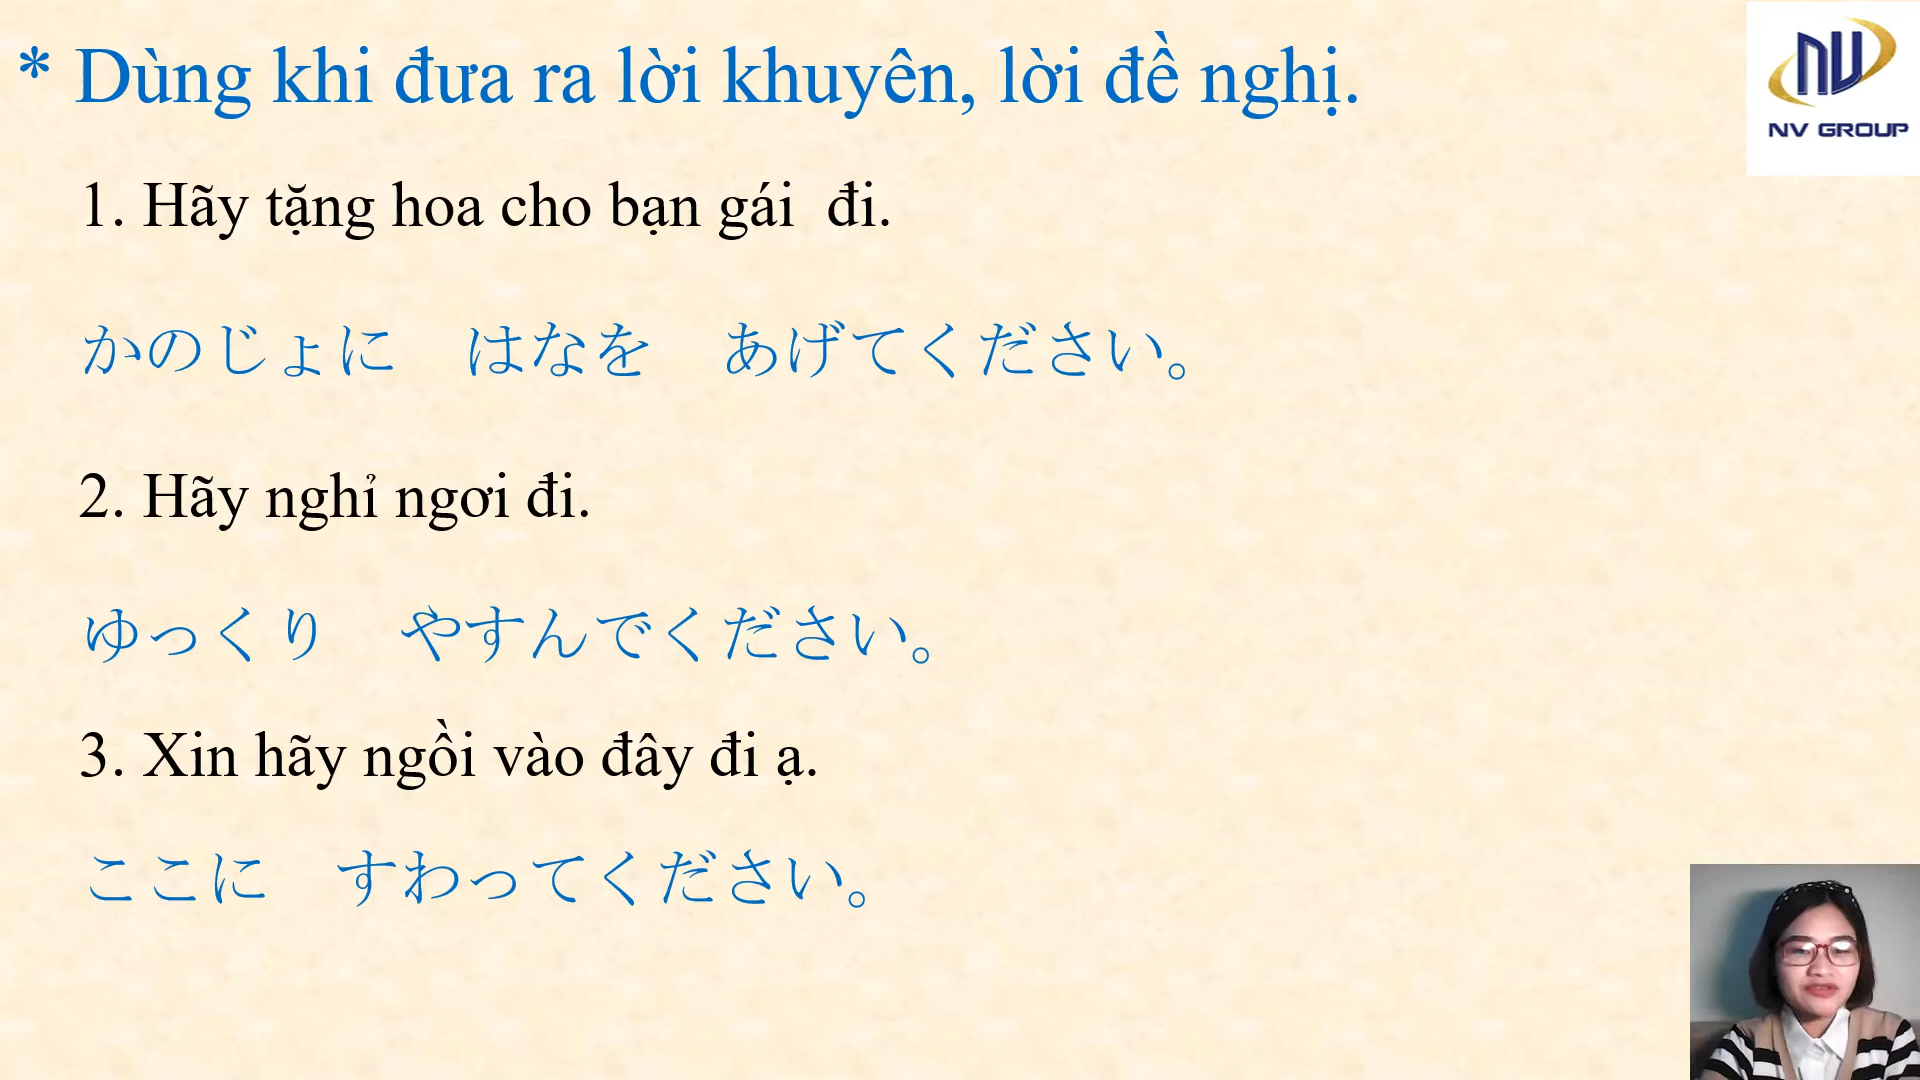 * Dùng khi đưa ra lời khuyên, lời đề nghị.
NV GROUP
1. Hãy tặng hoa cho bạn gái  đi.
かのじょに　はなを　あげてください。
2. Hãy nghỉ ngơi đi.
ゆっくり　やすんでください。
3. Xin hãy ngồi vào đây đi ạ.
ここに　すわってください。